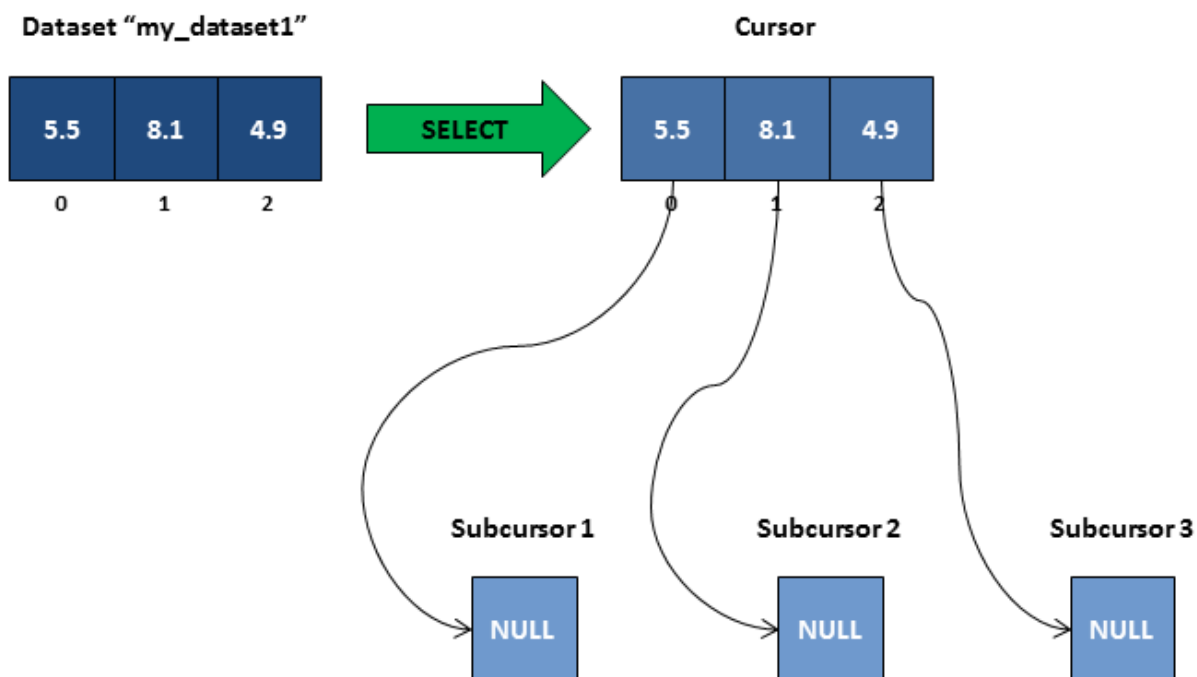 Dataset “my_dataset1”
Cursor
5.5 8.1 4.9
SELECT
5.5 8.1 4.9
0 1 2
0 1 2
Subcursor 1
Subcursor 2
Subcursor 3
NULL
NULL
NULL